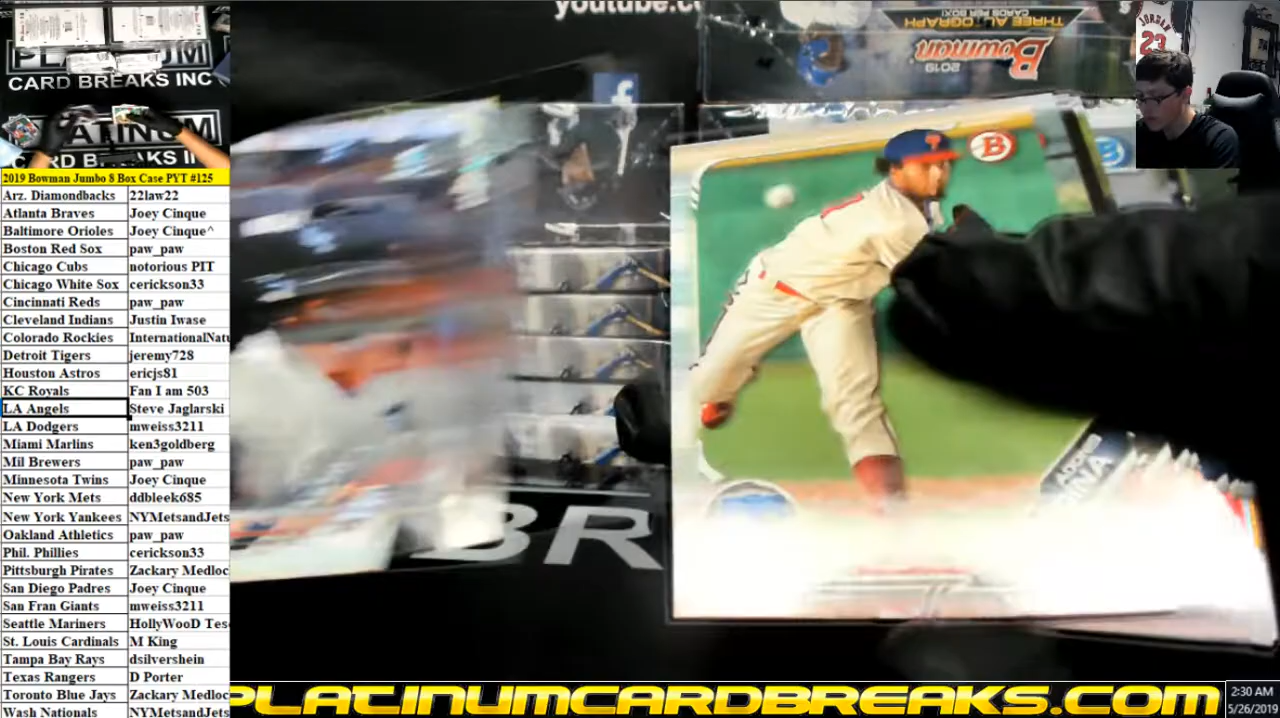 youtube.c
PLATINUM
CARD BREAKS INC
PLATINUM
CARD BREAKS IN
2019 Bowman Jumbo 8 Box Case PYT #125
Arz. Diamondbacks 22law22
Atlanta Braves Joey Cinque
Baltimore Orioles Joey Cinque^
Boston Red Sox paw_paw
Chicago Cubs notorious PIT
Chicago White Sox cerickson33
Cincinnati Reds paw_paw
Cleveland Indians Justin Iwase
Colorado Rockies InternationalNatu
Detroit Tigers jeremy728
Houston Astros ericjs81
KC Royals Fan I am 503
LA Angels Steve Jaglarski
LA Dodgers mweiss3211
Miami Marlins ken3goldberg
Mil Brewers paw_paw
Minnesota Twins Joey Cinque
New York Mets ddbleek685
New York Yankees NYMetsandJets
Oakland Athletics paw_paw
Phil. Phillies cerickson33
Pittsburgh Pirates Zackary Medloc
San Diego Padres Joey Cinque
San Fran Giants mweiss3211
Seattle Mariners HollyWooD Tes
St. Louis Cardinals M King
Tampa Bay Rays dsilvershein
Texas Rangers D Porter
Toronto Blue Jays Zackary Medloc
Wash Nationals NYMetsandJets
THREE AUTOGRAPH
CARDS PER BOX!
2019 Bowman
JORDAN
23
f
B
BR
PLATINUMCARDBREAKS.COM
2:30 AM
5/26/2019